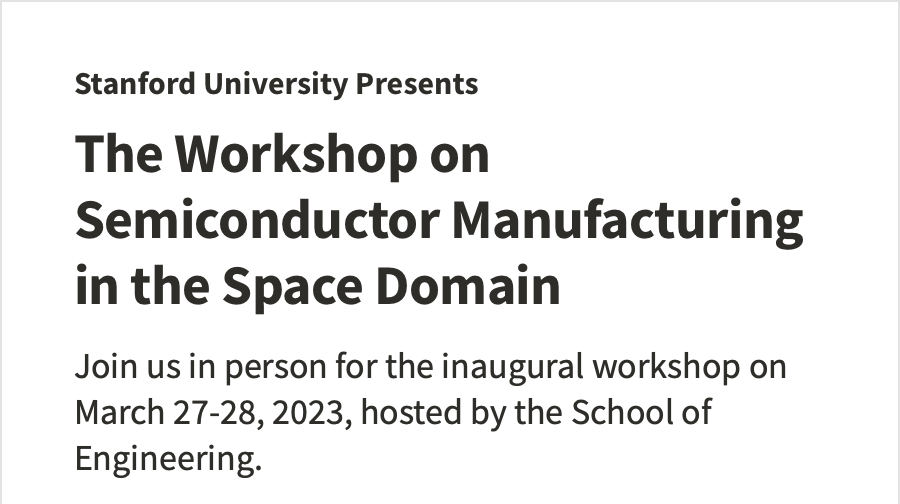 Stanford University Presents
The Workshop on
Semiconductor Manufacturing
in the Space Domain
Join us in person for the inaugural workshop on
March 27-28, 2023, hosted by the School of
Engineering.